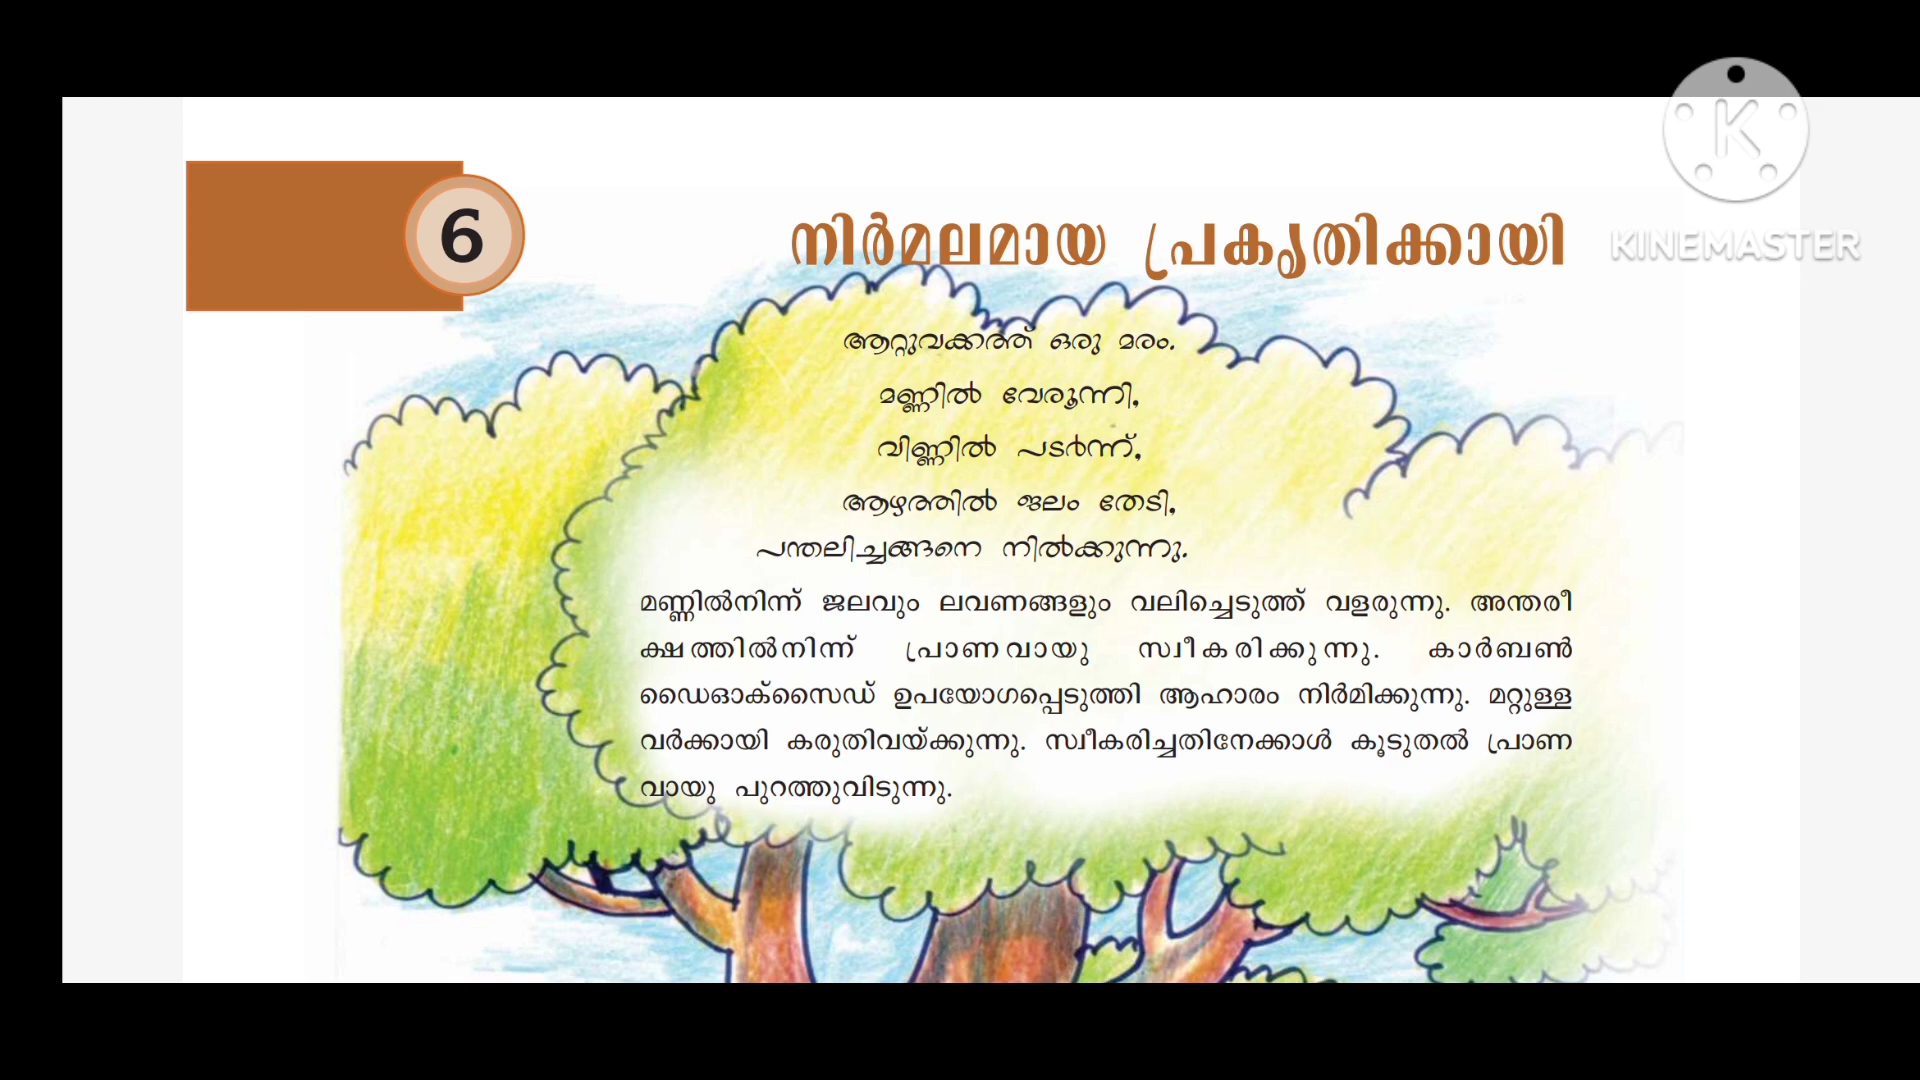 6
നിർമലമായ പ്രകൃതിക്കായി
KINEMASTER
ആറ്റുവക്കത്ത് ഒരു മരം.
മണ്ണിൽ വേരൂന്നി,
വിണ്ണിൽ പടർന്ന്,
ആഴത്തിൽ ജലം തേടി,
പന്തലിച്ചങ്ങനെ നിൽക്കുന്നു.
മണ്ണിൽനിന്ന് ജലവും ലവണങ്ങളും വലിച്ചെടുത്ത് വളരുന്നു. അന്തരീ
ക്ഷത്തിൽനിന്ന് പ്രാണവായു സ്വീകരിക്കുന്നു. കാർബൺ
ഡൈഓക്സൈഡ് ഉപയോഗപ്പെടുത്തി ആഹാരം നിർമിക്കുന്നു. മറ്റുള്ള
വർക്കായി കരുതിവയ്ക്കുന്നു. സ്വീകരിച്ചതിനേക്കാൾ കൂടുതൽ പ്രാണ
വായു പുറത്തുവിടുന്നു.